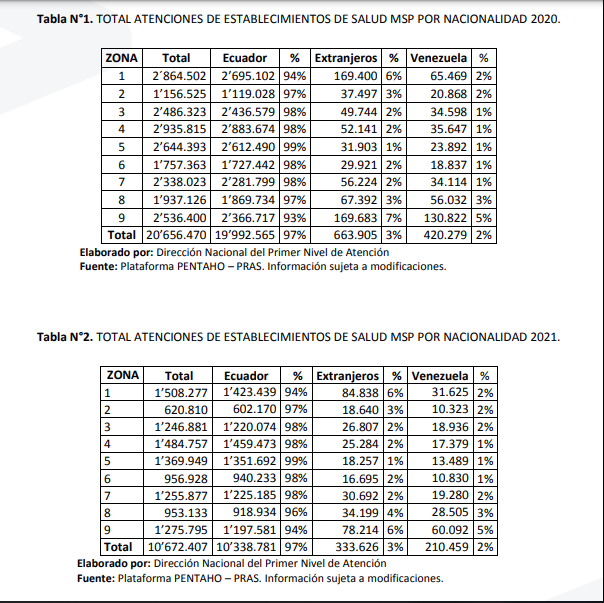 Tabla N°1. TOTAL ATENCIONES DE ESTABLECIMIENTOS DE SALUD MSP POR NACIONALIDAD 2020.
ZONA Total Ecuador % Extranjeros % Venezuela %
1 2´864.502 2´695.102 94% 169.400 6% 65.469 2%
2 1´156.525 1´119.028 97% 37.497 3% 20.868 2%
3 2´486.323 2´436.579 98% 49.744 2% 34.598 1%
4 2´935.815 2´883.674 98% 52.141 2% 35.647 1%
5 2´644.393 2´612.490 99% 31.903 1% 23.892 1%
6 1´757.363 1´727.442 98% 29.921 2% 18.837 1%
7 2´338.023 2´281.799 98% 56.224 2% 34.114 1%
8 1´937.126 1´869.734 97% 67.392 3% 56.032 3%
9 2´536.400 2´366.717 93% 169.683 7% 130.822 5%
Total 20´656.470 19´992.565 97% 663.905 3% 420.279 2%
Elaborado por: Dirección Nacional del Primer Nivel de Atención
Fuente: Plataforma PENTAHO – PRAS. Información sujeta a modificaciones.
Tabla N°2. TOTAL ATENCIONES DE ESTABLECIMIENTOS DE SALUD MSP POR NACIONALIDAD 2021.
ZONA Total Ecuador % Extranjeros % Venezuela %
1 1´508.277 1´423.439 94% 84.838 6% 31.625 2%
2 620.810 602.170 97% 18.640 3% 10.323 2%
3 1´246.881 1´220.074 98% 26.807 2% 18.936 2%
4 1´484.757 1´459.473 98% 25.284 2% 17.379 1%
5 1´369.949 1´351.692 99% 18.257 1% 13.489 1%
6 956.928 940.233 98% 16.695 2% 10.830 1%
7 1´255.877 1´225.185 98% 30.692 2% 19.280 2%
8 953.133 918.934 96% 34.199 4% 28.505 3%
9 1´275.795 1´197.581 94% 78.214 6% 60.092 5%
Total 10´672.407 10´338.781 97% 333.626 3% 210.459 2%
Elaborado por: Dirección Nacional del Primer Nivel de Atención
Fuente: Plataforma PENTAHO – PRAS. Información sujeta a modificaciones.